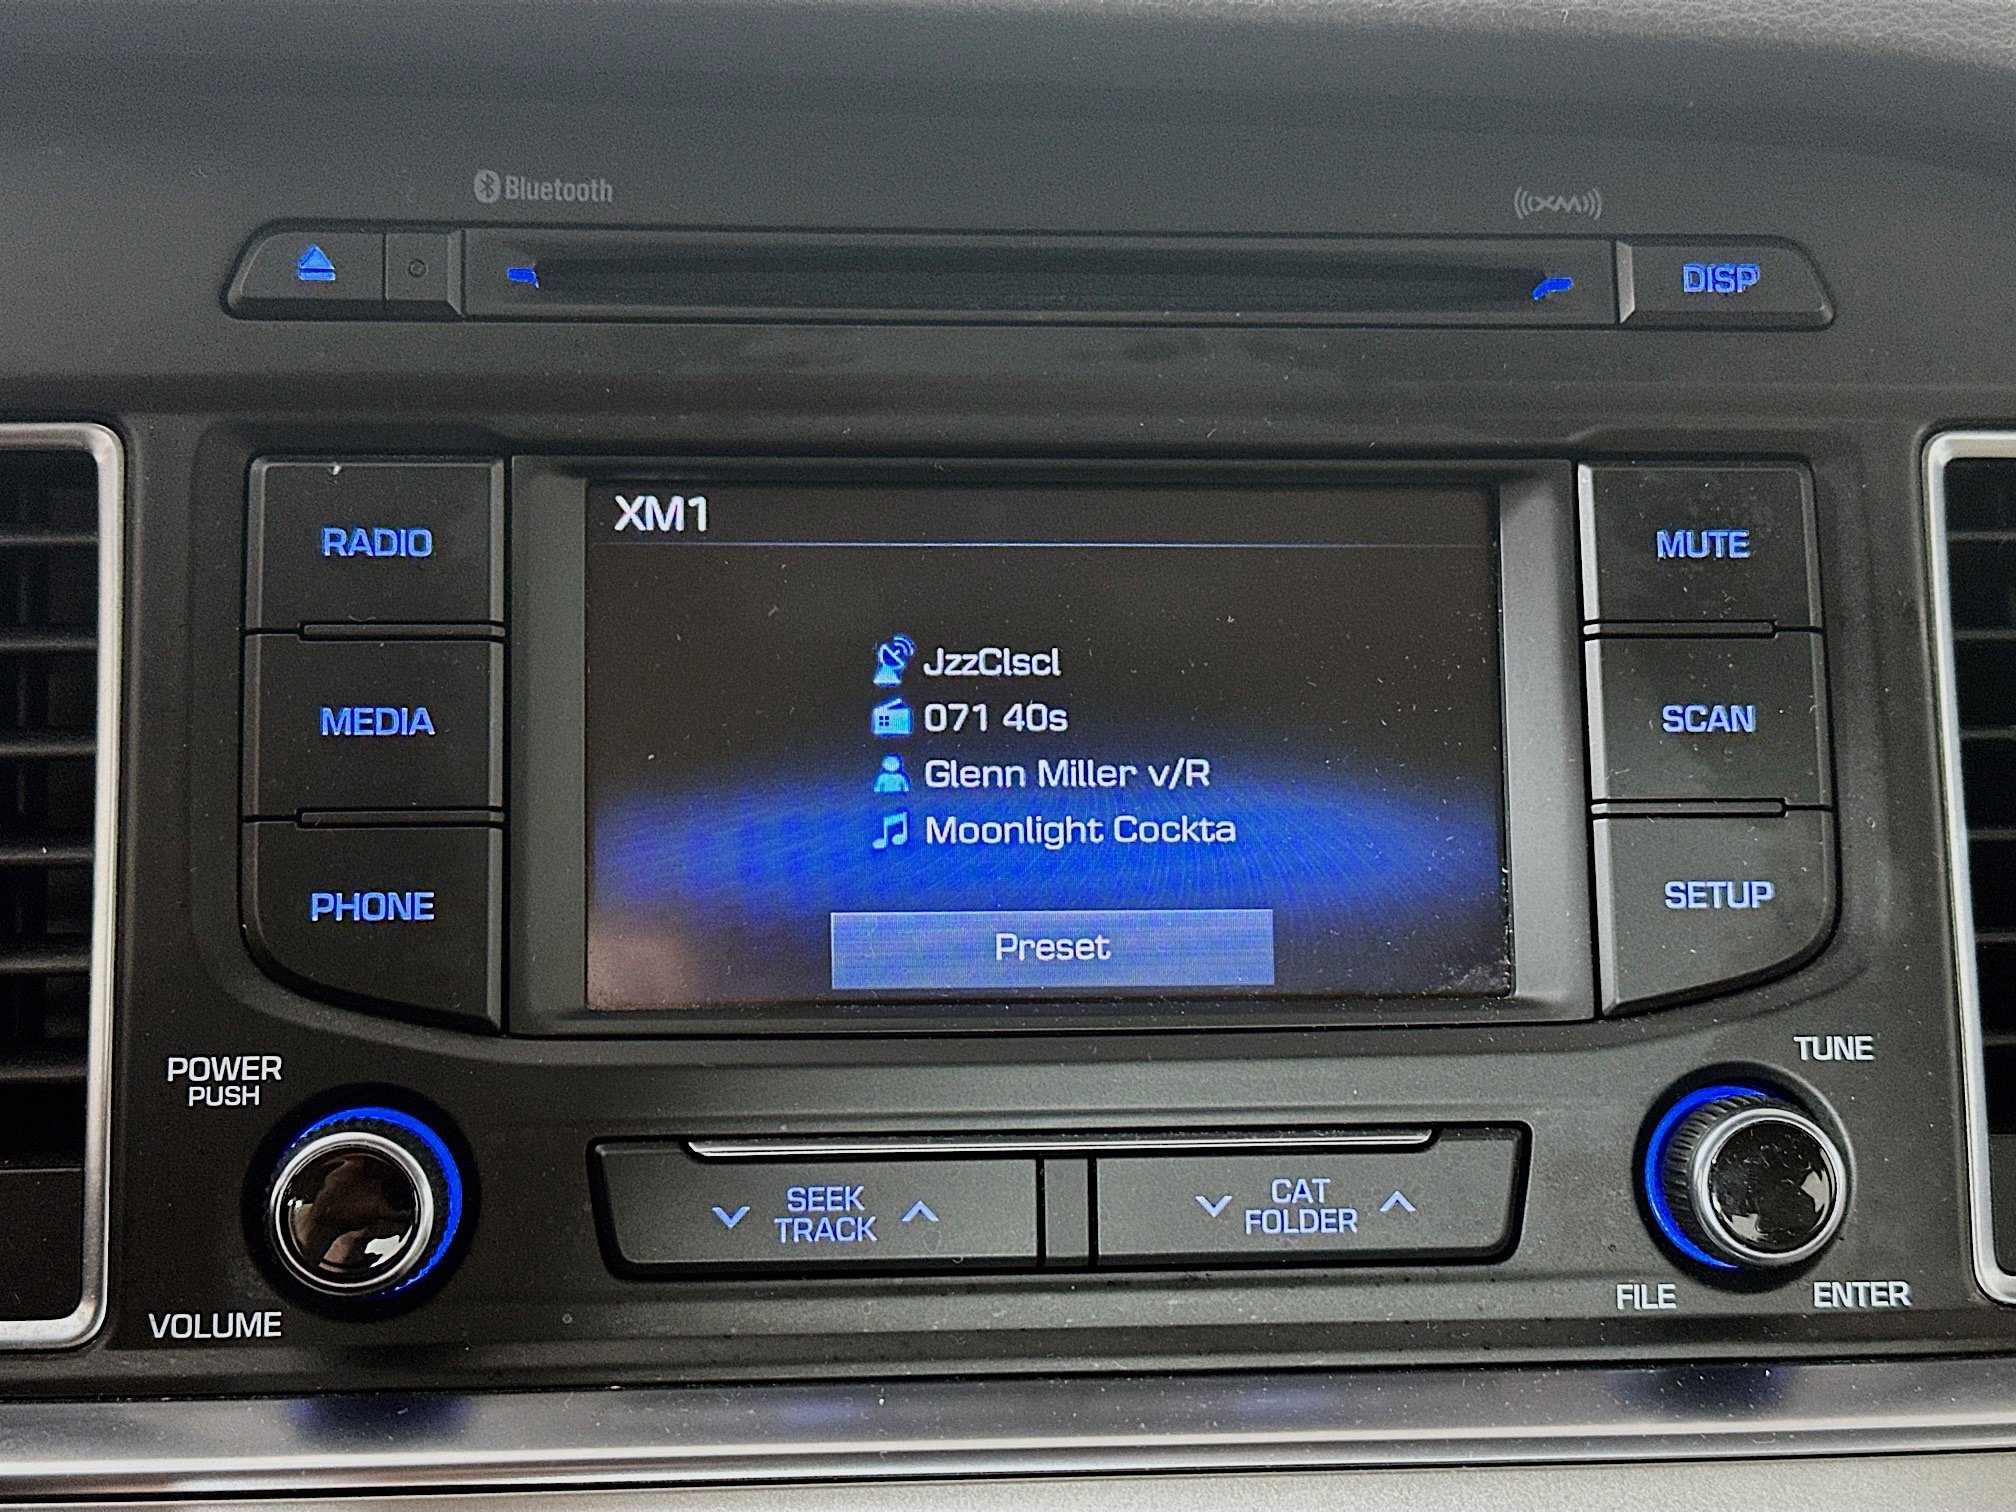 Bluetooth
((XM))
DISP
RADIO
MEDIA
PHONE
XM1
JzzClscl
071 40s
Glenn Miller v/R
Moonlight Cockta
Preset
MUTE
SCAN
SETUP
POWER
PUSH
VOLUME
SEEK
TRACK
CAT
FOLDER
TUNE
FILE
ENTER